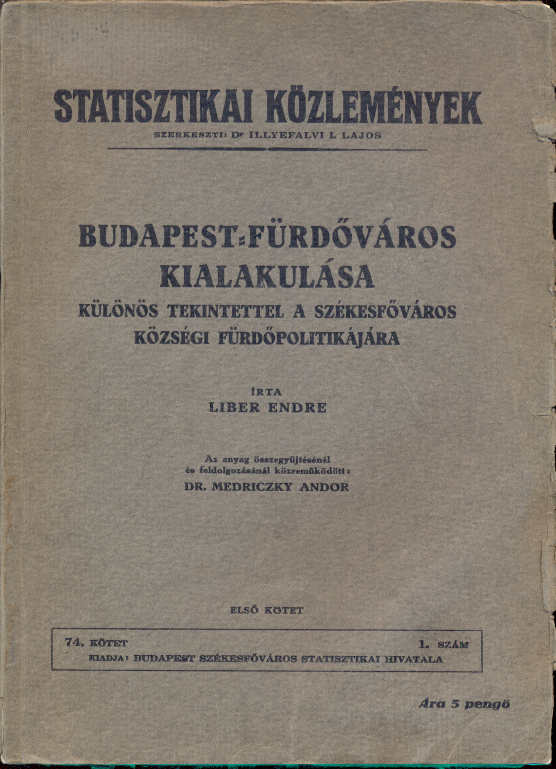 STATISZTIKAI KÖZLEMÉNYEK
SZERKESZTI: Dr ILLYEFALVI I. LAJOS
BUDAPEST=FÜRDŐVÁROS
KIALAKULÁSA
KÜLÖNÖS TEKINTETTEL A SZÉKESFŐVÁROS
KÖZSÉGI FÜRDŐPOLITIKÁJÁRA
ÍRTA
LIBER ENDRE
Az anyag összegyűjtésénél
és feldolgozásánál közreműködött:
DR. MEDRICZKY ANDOR
ELSŐ KÖTET
74. KÖTET 1. SZÁM
KIADJA: BUDAPEST SZÉKESFŐVÁROS STATISZTIKAI HIVATALA
Ára 5 pengő